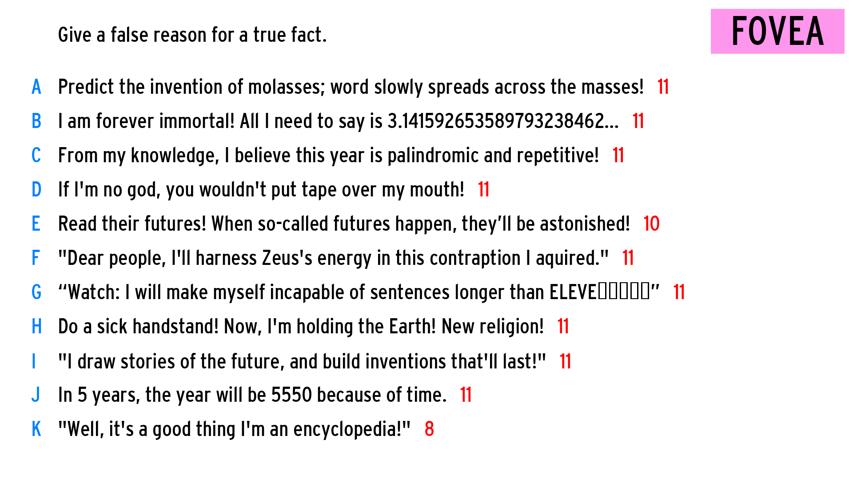 Give a false reason for a true fact.
FOVEA
A Predict the invention of molasses; word slowly spreads across the masses! 11
B I am forever immortal! All I need to say is 3.141592653589793238462... 11
C From my knowledge, I believe this year is palindromic and repetitive! 11
D If I'm no god, you wouldn't put tape over my mouth! 11
E Read their futures! When so-called futures happen, they’ll be astonished! 10
F "Dear people, I'll harness Zeus's energy in this contraption I aquired." 11
G “Watch: I will make myself incapable of sentences longer than ELEVE▯▯▯▯▯” 11
H Do a sick handstand! Now, I'm holding the Earth! New religion! 11
I "I draw stories of the future, and build inventions that'll last!" 11
J In 5 years, the year will be 5550 because of time. 11
K "Well, it's a good thing I'm an encyclopedia!" 8